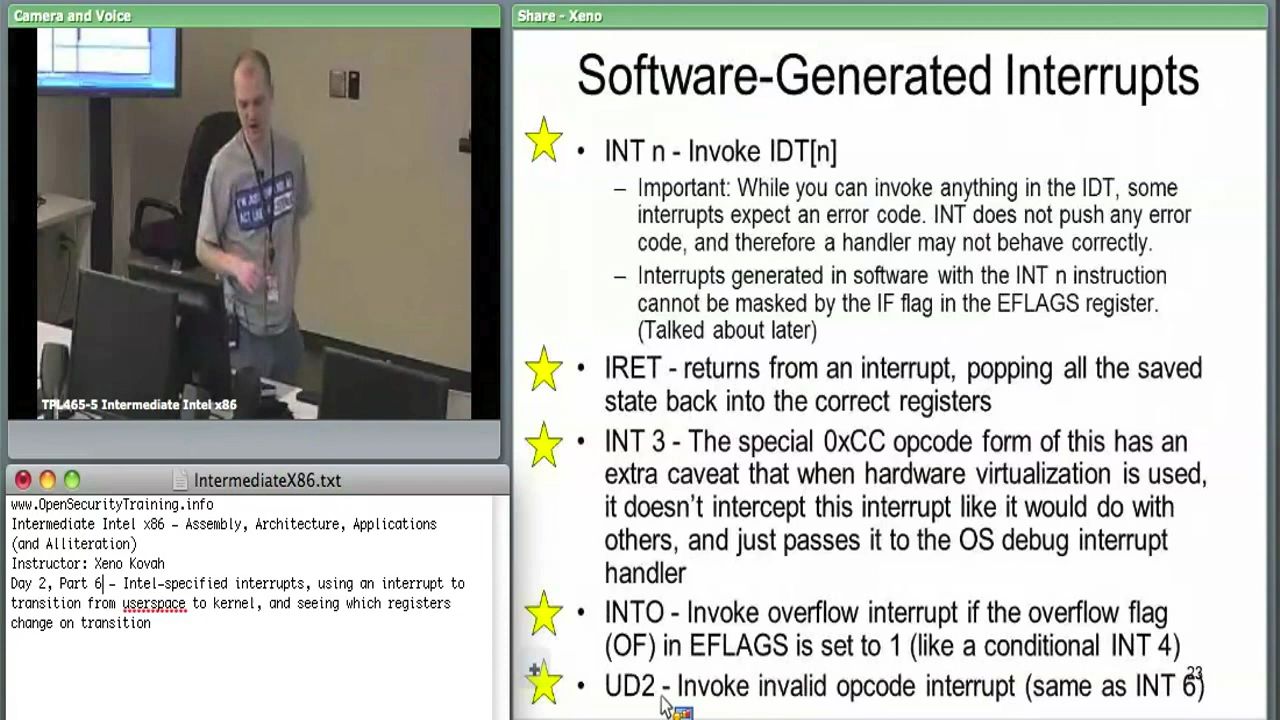 Camera and Voice
TPL465-5 Intermediate Intel x86
IntermediateX86.txt
www.OpenSecurityTraining.info
Intermediate Intel x86 – Assembly, Architecture, Applications
(and Alliteration)
Instructor: Xeno Kovah
Day 2, Part 6 – Intel-specified interrupts, using an interrupt to
transition from userspace to kernel, and seeing which registers
change on transition
Share - Xeno
Software-Generated Interrupts
• INT n - Invoke IDT[n]
– Important: While you can invoke anything in the IDT, some
interrupts expect an error code. INT does not push any error
code, and therefore a handler may not behave correctly.
– Interrupts generated in software with the INT n instruction
cannot be masked by the IF flag in the EFLAGS register.
(Talked about later)
• IRET - returns from an interrupt, popping all the saved
state back into the correct registers
• INT 3 - The special 0xCC opcode form of this has an
extra caveat that when hardware virtualization is used,
it doesn't intercept this interrupt like it would do with
others, and just passes it to the OS debug interrupt
handler
• INTO - Invoke overflow interrupt if the overflow flag
(OF) in EFLAGS is set to 1 (like a conditional INT 4)
• UD2 - Invoke invalid opcode interrupt (same as INT 6)
23